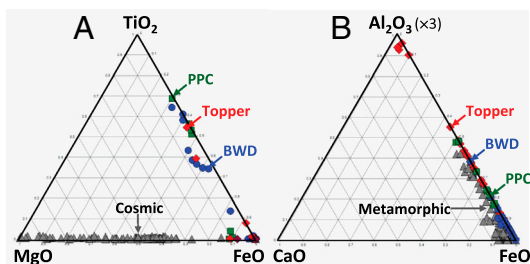 A
TiO2
PPC
Topper
BWD
Cosmic
MgO
FeO
B
Al2O3 (×3)
Topper
BWD
PPC
Metamorphic
CaO
FeO